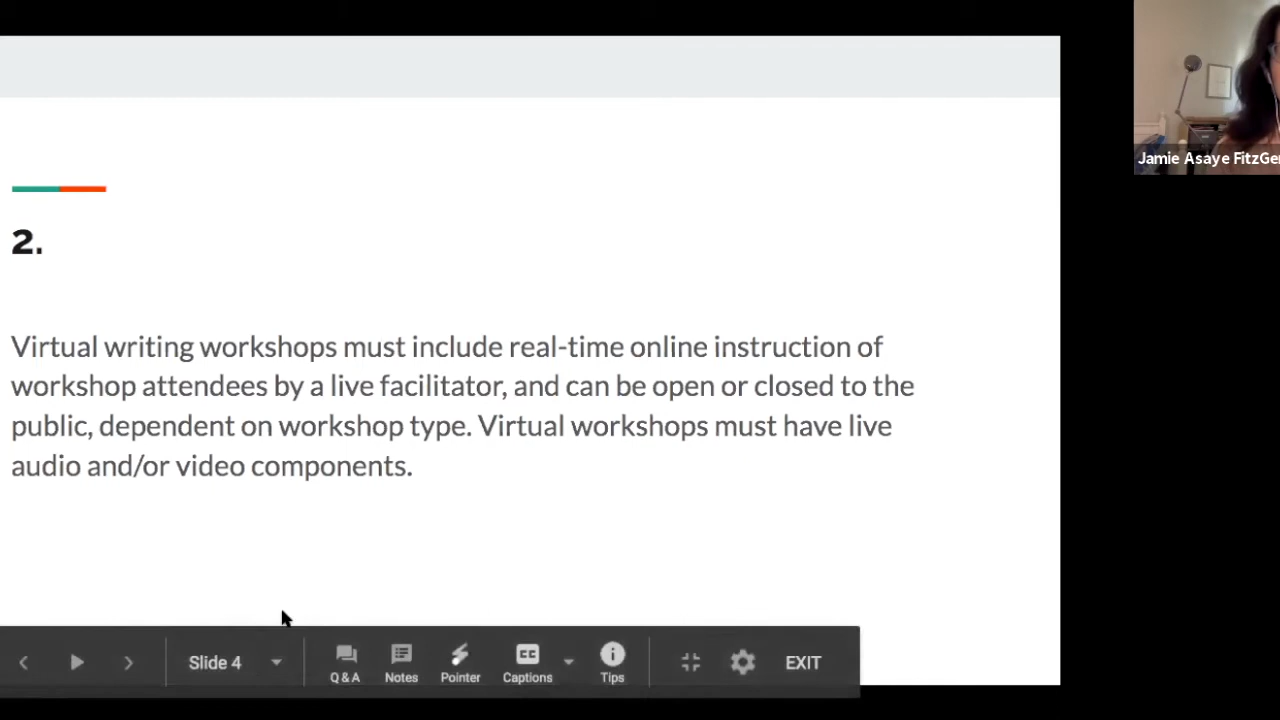 Jamie Asaye FitzGer
2.
Virtual writing workshops must include real-time online instruction of
workshop attendees by a live facilitator, and can be open or closed to the
public, dependent on workshop type. Virtual workshops must have live
audio and/or video components.
Slide 4
Q & A
Notes
Pointer
Captions
Tips
EXIT